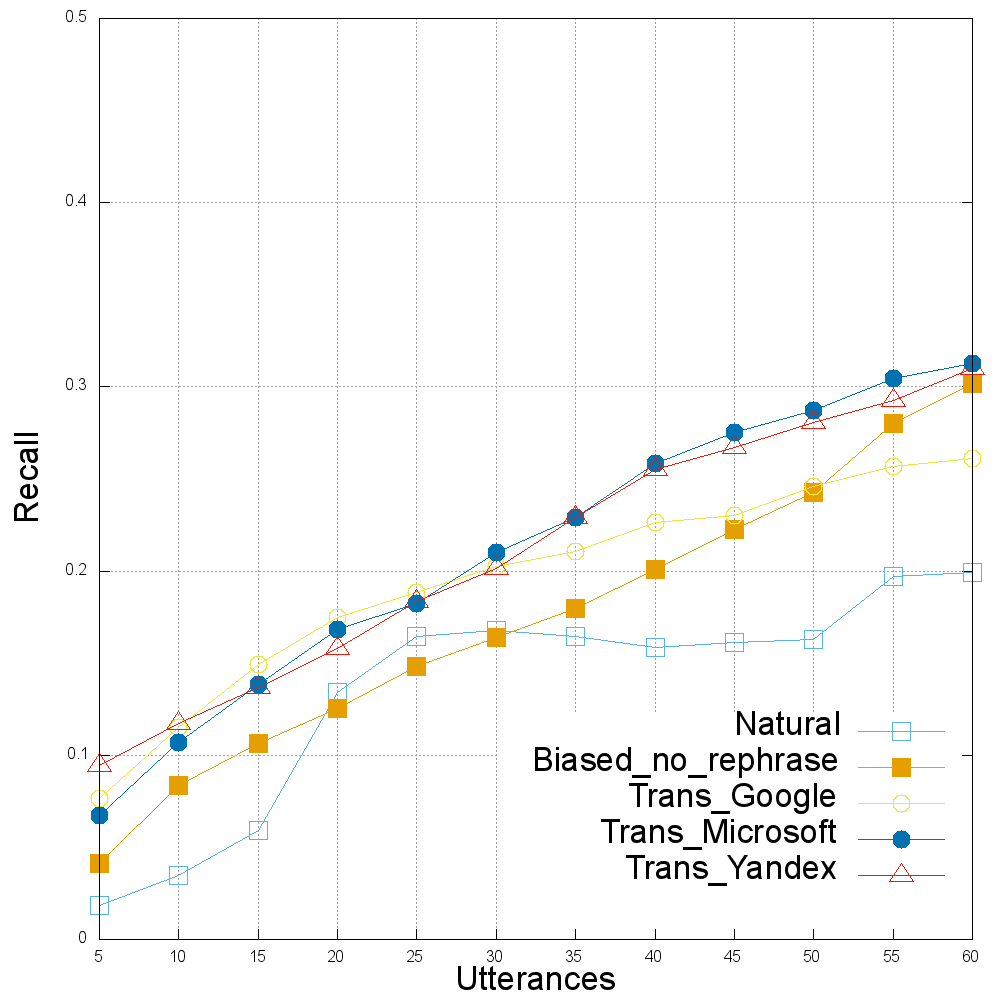 0.5
0.4
0.3
0.2
0.1
0
Recall
Natural
Biased_no_rephrase
Trans_Google
Trans_Microsoft
Trans_Yandex
5 10 15 20 25 30 35 40 45 50 55 60
Utterances